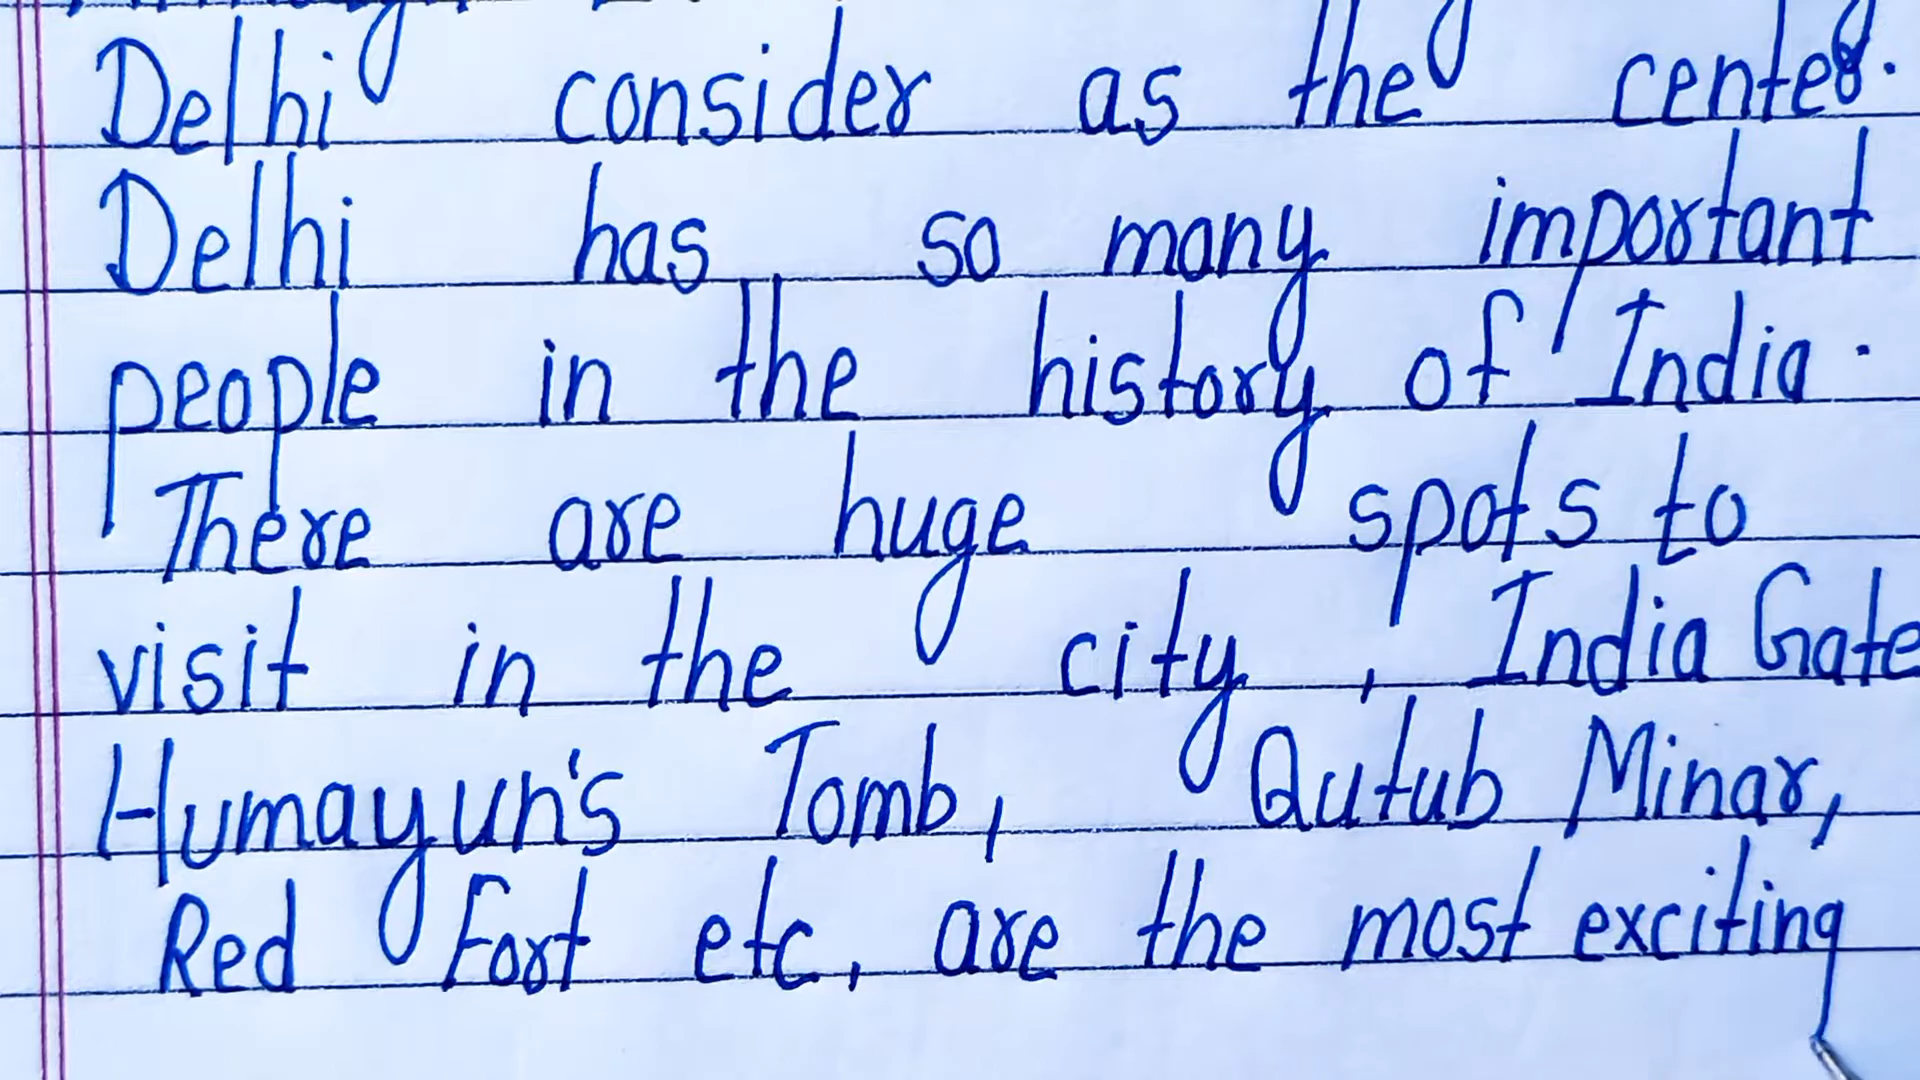 Delhi consider as the center.
Delhi has so many important
people in the history of India.
There are huge spots to
visit in the city, India Gate
Humayun's Tomb, Qutub Minar,
Red Fort etc, are the most exciting